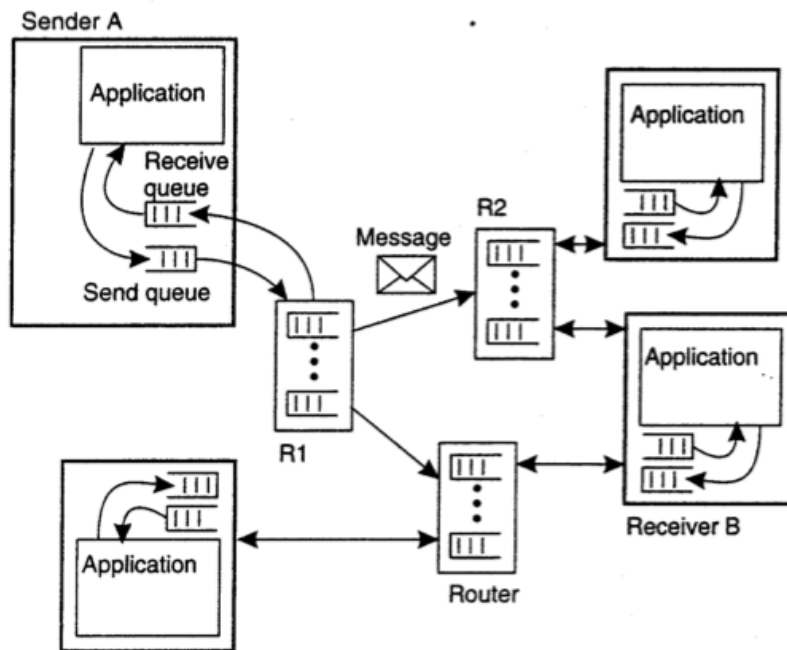 Sender A
Application
Receive
queue
Send queue
Message
R2
Application
R1
Application
Receiver B
Application
Router